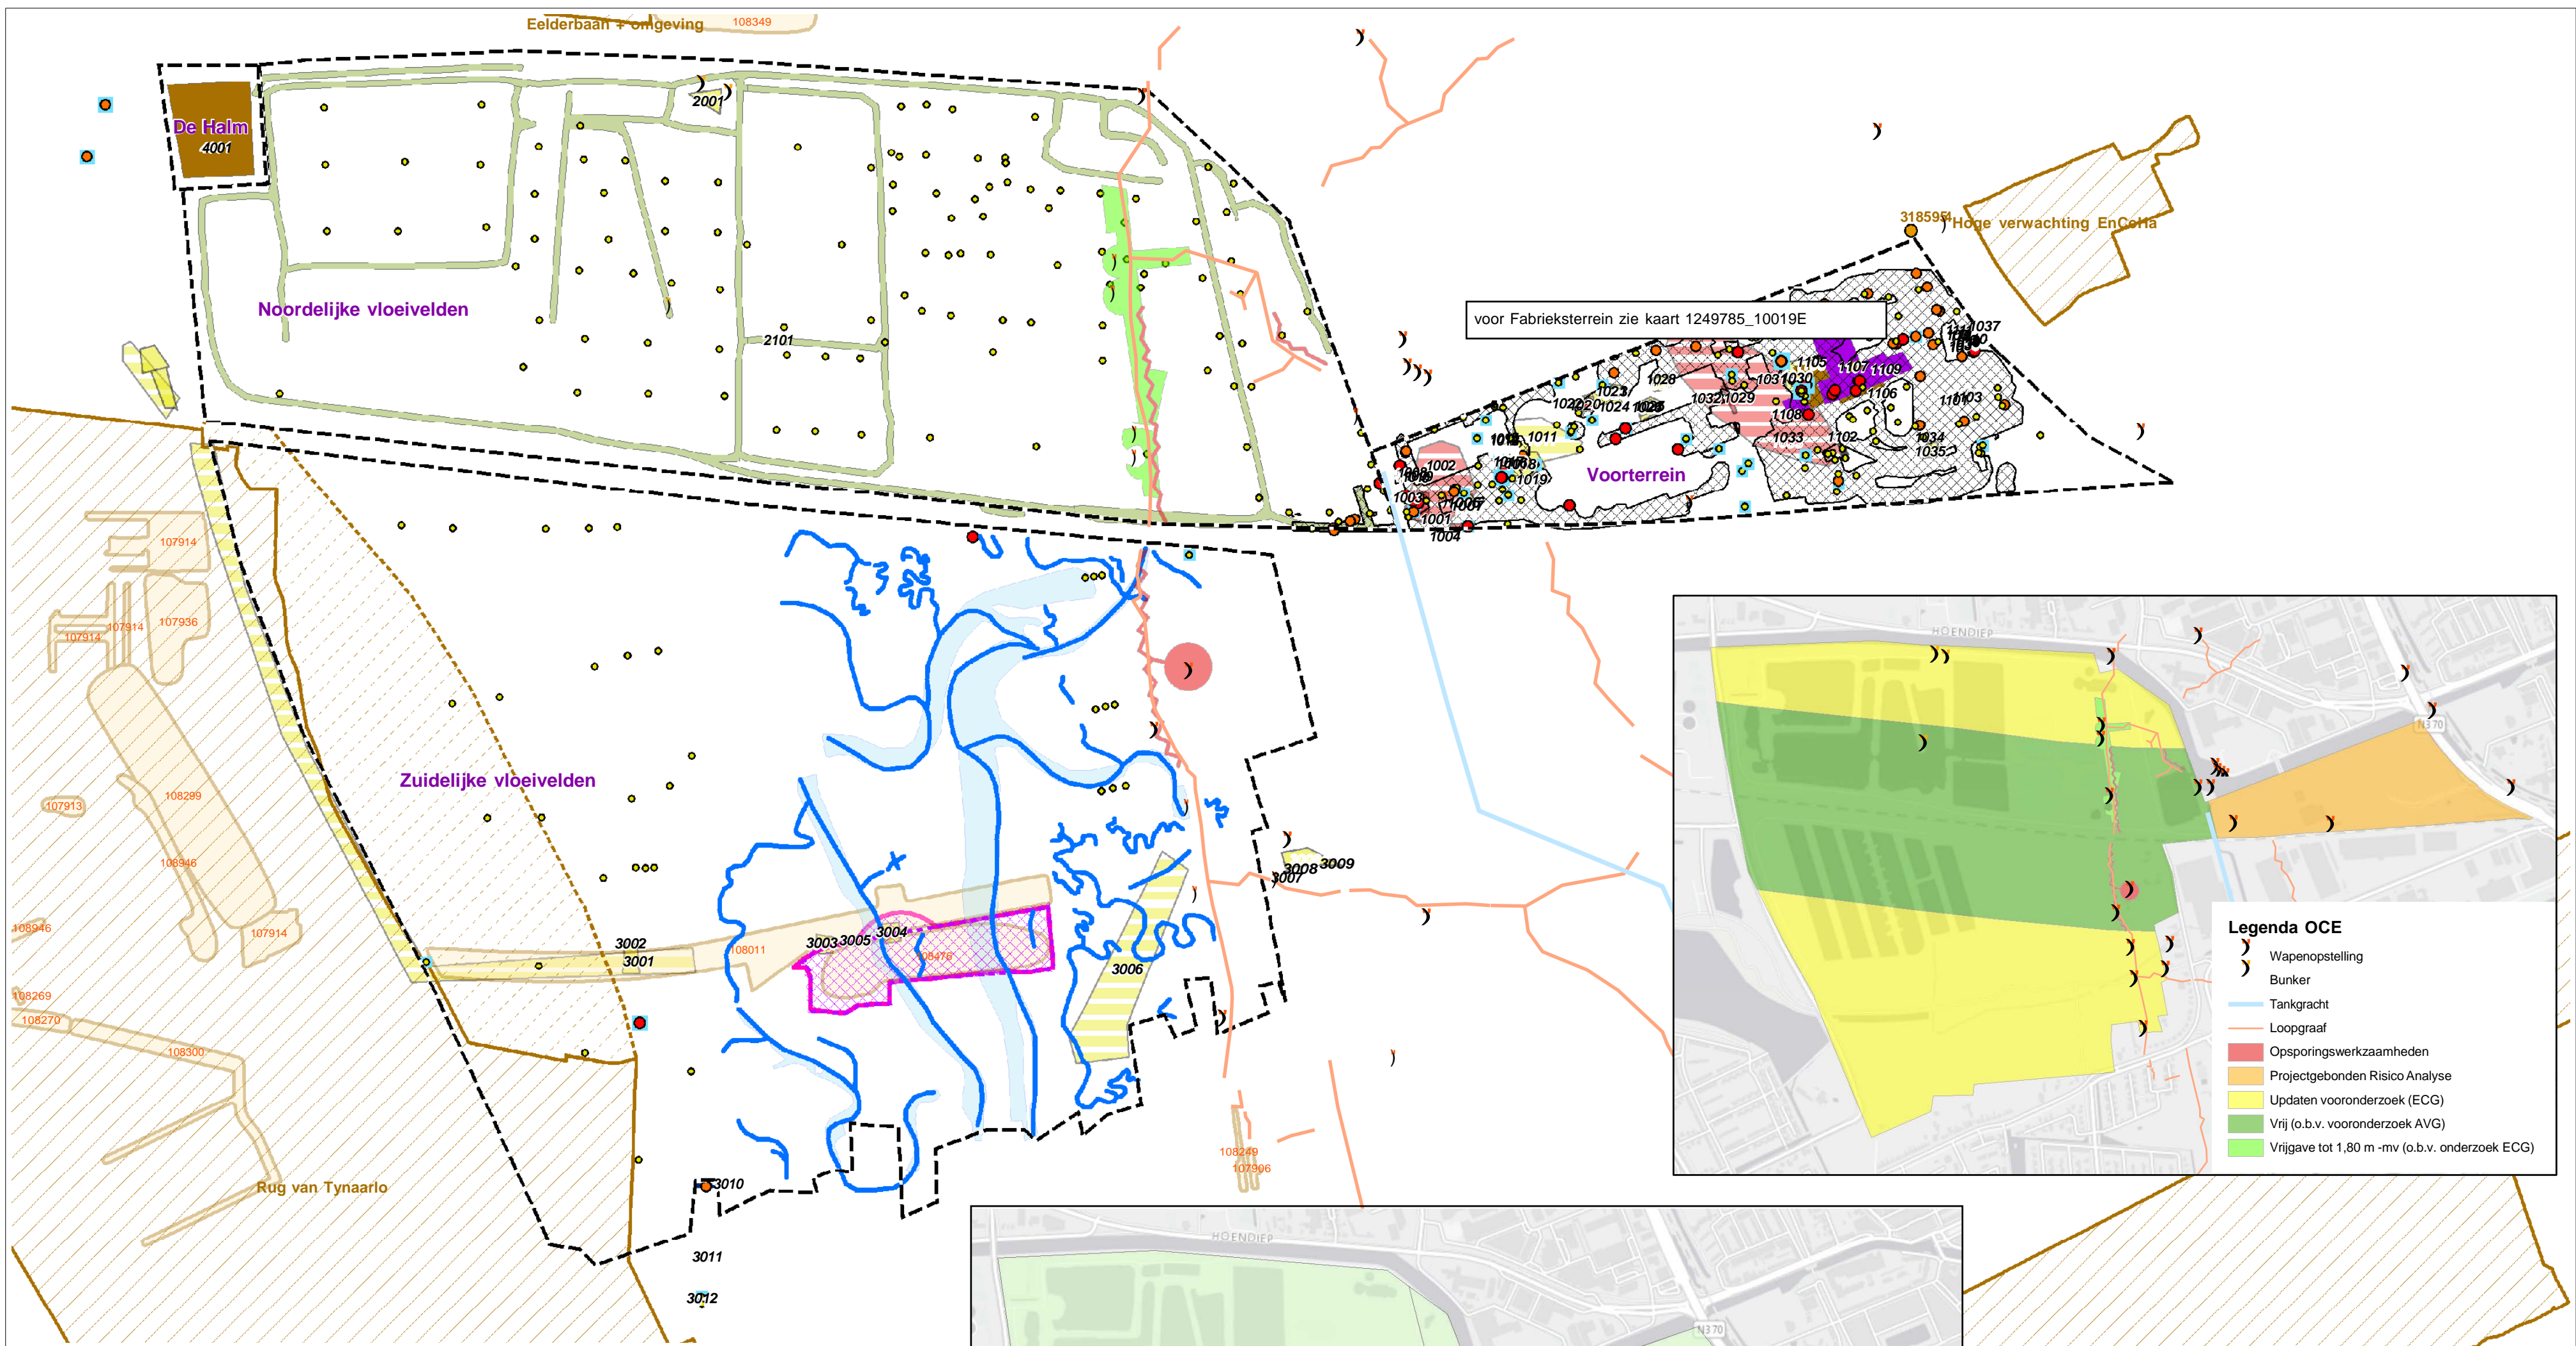 Eelderbaan + omgeving
108349
De Halm
4001
2001
Noordelijke vloeivelden
2101
318595
Hoge verwachting EnCeHa
voor Fabrieksterrein zie kaart 1249785_10019E
1037
1105
1107
1109
1030
1031
1106
1103
1028
1023
1024
1022
1032
1029
1108
1033
1102
1034
1035
1011
1002
1019
1003
1007
1001
1004
Voorterrein
107914
107914
107914
107936
107913
108299
108946
107914
108946
108269
108270
108300
Zuidelijke vloeivelden
3002
3001
108011
3003
3005
3004
108476
3006
3007
3008
3009
108249
107906
Rug van Tynaarlo
3010
3011
3012
HOENDIEP
N370
Legenda OCE
Wapenopstelling
Bunker
Tankgracht
Loopgraaf
Opsporingswerkzaamheden
Projectgebonden Risico Analyse
Updaten vooronderzoek (ECG)
Vrij (o.b.v. vooronderzoek AVG)
Vrijgave tot 1,80 m -mv (o.b.v. onderzoek ECG)
HOENDIEP
N370